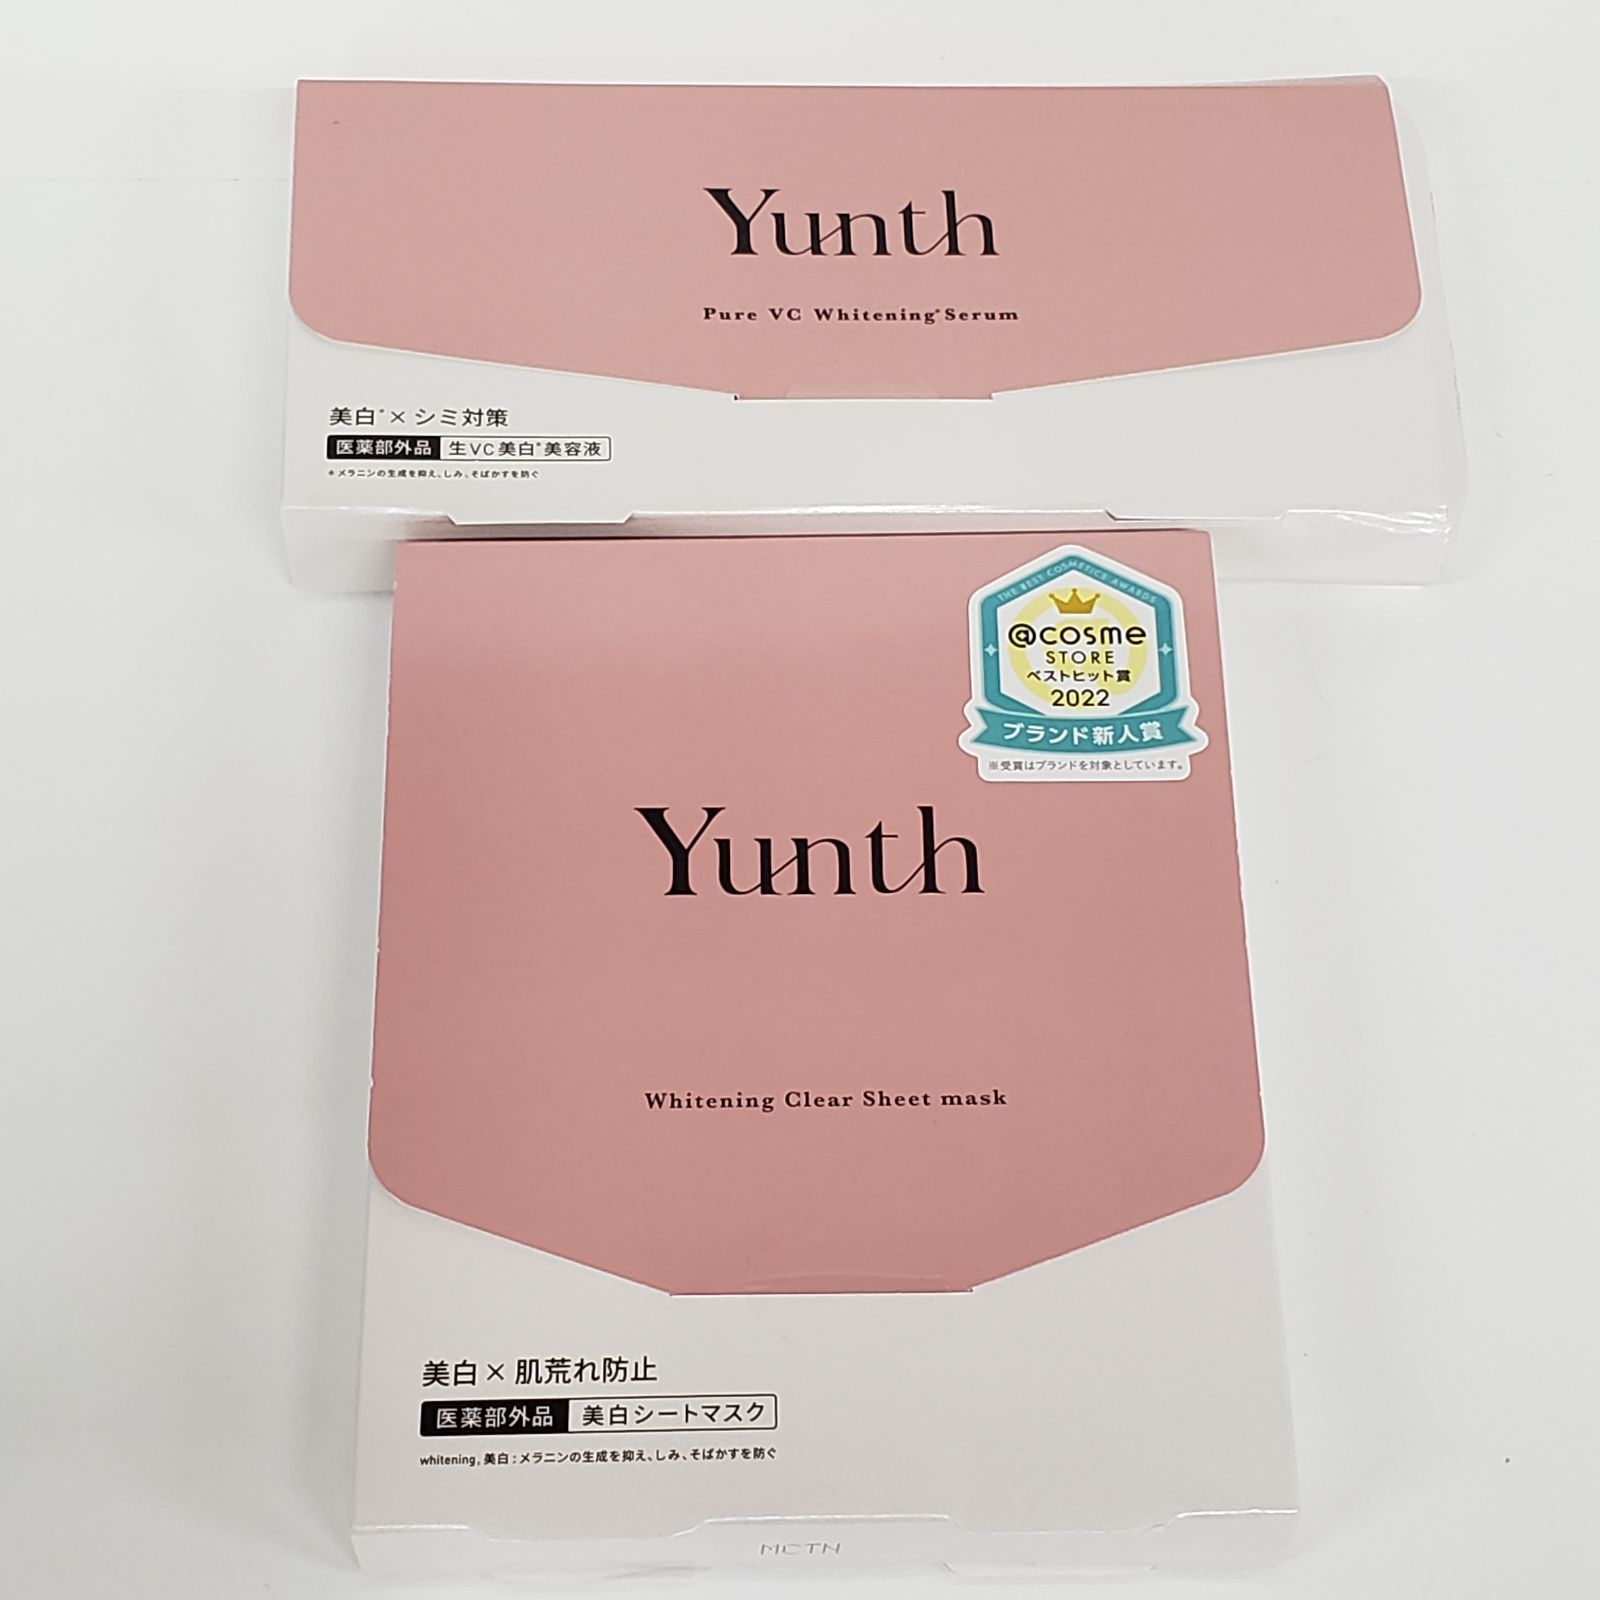 Yunth
Pure VC Whitening*Serum
美白*×シミ対策
医薬部外品 生VC美白*美容液
*メラニンの生成を抑え、しみ、そばかすを防ぐ
THE BEST COSMETICS AWARDS
@cosme
STORE
ベストヒット賞
2022
ブランド新人賞
※受賞はブランドを対象としています。
Yunth
Whitening Clear Sheet mask
美白×肌荒れ防止
医薬部外品 美白シートマスク
whitening, 美白:メラニンの生成を抑え、しみ、そばかすを防ぐ